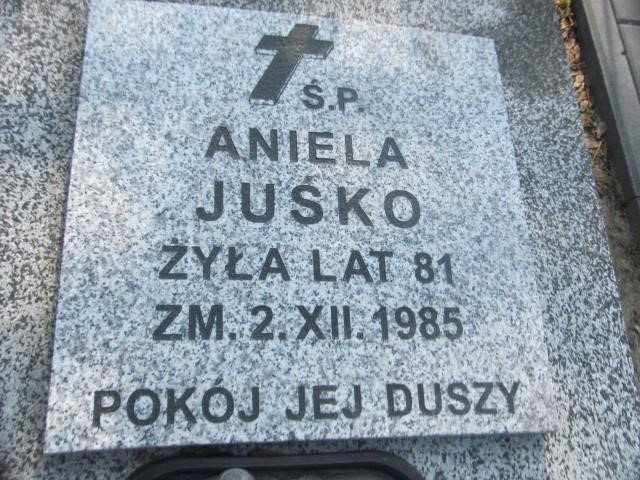 Ś.P.
ANIELA
JUŚKO
ŻYŁA LAT 81
ZM. 2. XII. 1985
POKÓJ JEJ DUSZY